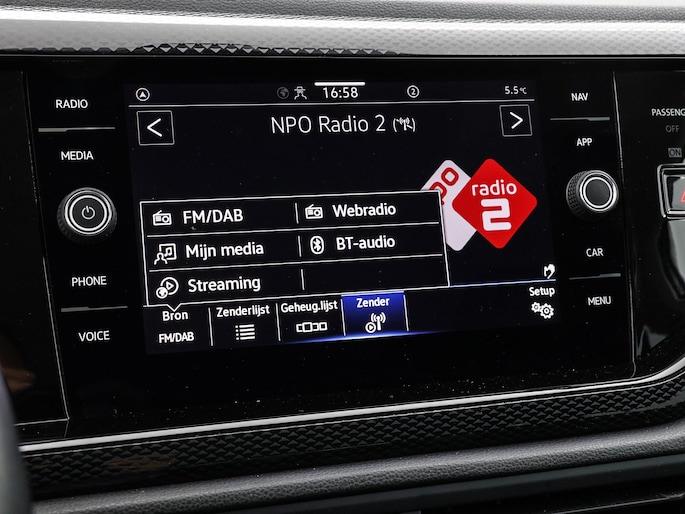 RADIO
MEDIA
PHONE
VOICE
16:58
2
5.5°C
< NPO Radio 2 >
radio
2
FM/DAB
Webradio
Mijn media
BT-audio
Streaming
Bron
FM/DAB
Zenderlijst
Geheug.lijst
Zender
Setup
NAV
APP
CAR
MENU
OFF
ON